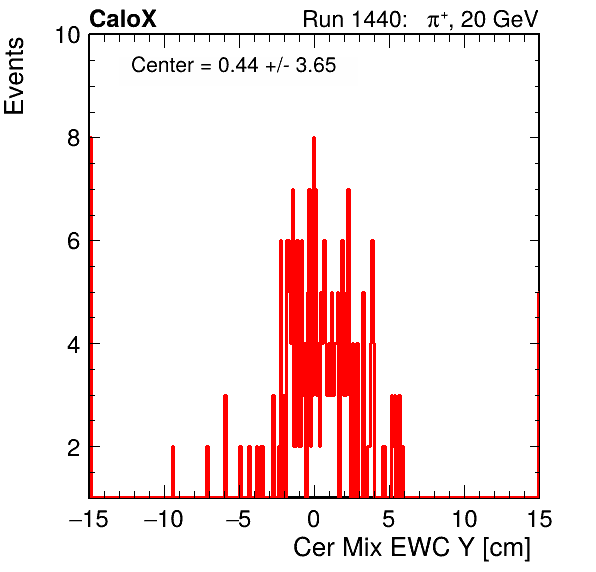 CaloX Run 1440: π⁺, 20 GeV
Events
Center = 0.44 +/- 3.65
10
8
6
4
2
−15 −10 −5 0 5 10 15
Cer Mix EWC Y [cm]